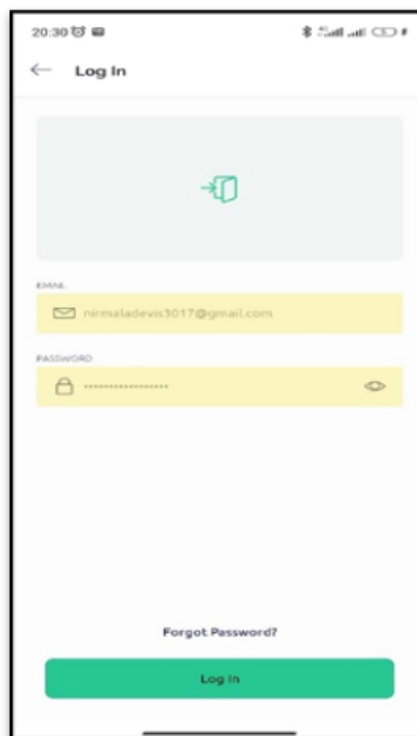 20:30
Log In
EMAIL
nirmaladevis3017@gmail.com
PASSWORD
••••••••••••••••
Forgot Password?
Log In